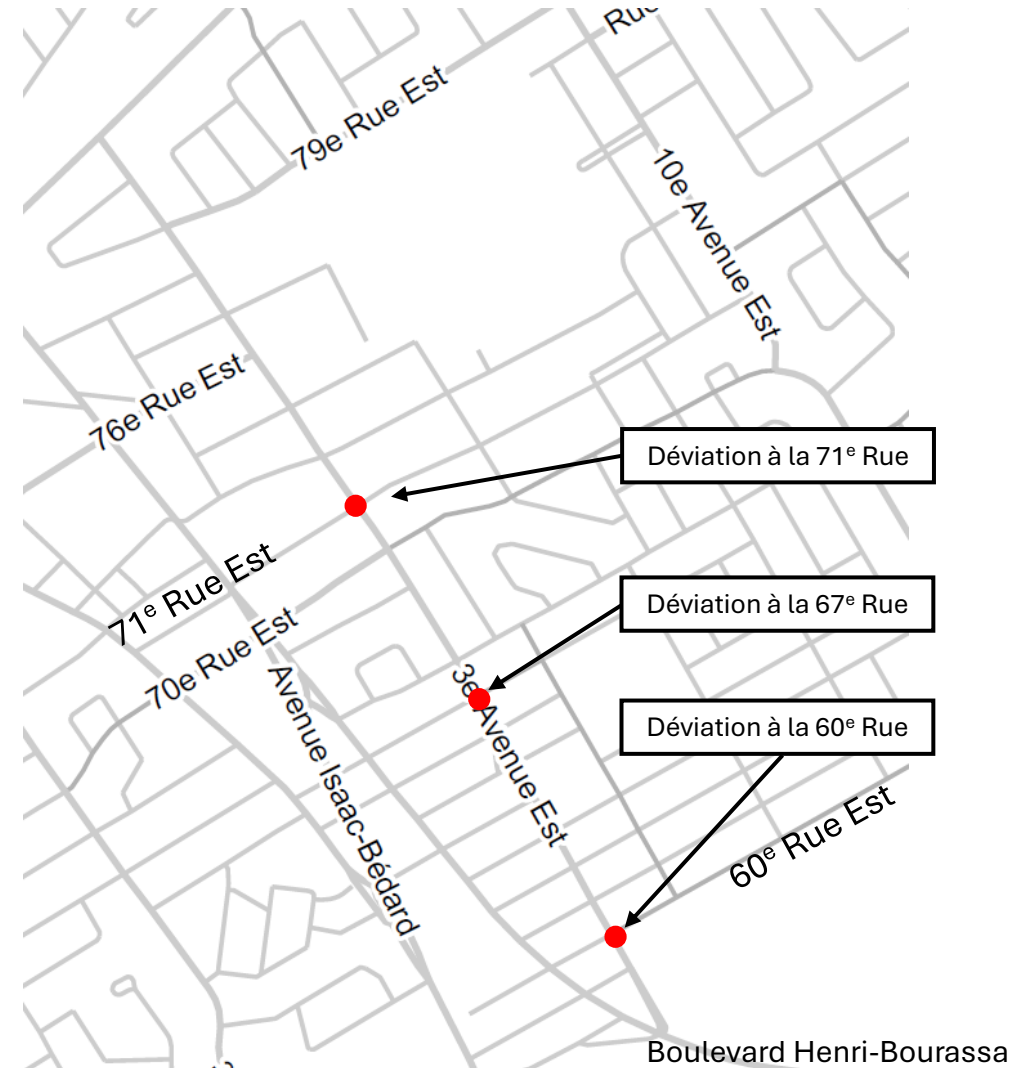 Rue
79e Rue Est
10e Avenue Est
76e Rue Est
Déviation à la 71ᵉ Rue
71ᵉ Rue Est
Déviation à la 67ᵉ Rue
70e Rue Est
3e Avenue Est
Avenue Isaac-Bédard
Déviation à la 60ᵉ Rue
60ᵉ Rue Est
Boulevard Henri-Bourassa